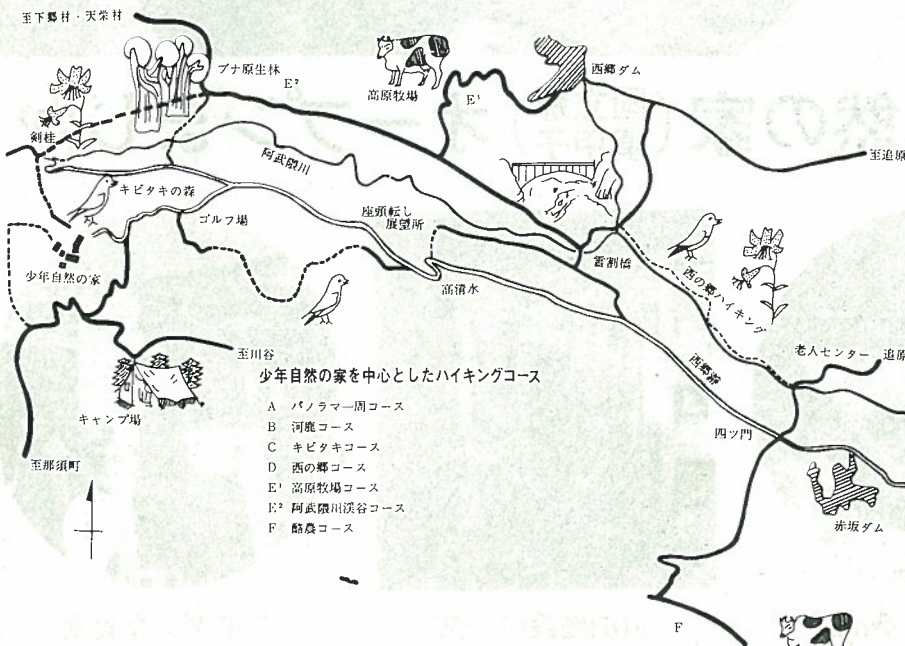 至下郷村・天栄村
ブナ原生林
E²
高原牧場
E¹
西郷ダム
剣桂
阿武隈川
至追原
キビタキの森
座頭転し
展望所
ゴルフ場
雪割橋
少年自然の家
高清水
西の郷ハイキング
至川谷
老人センター
追原
少年自然の家を中心としたハイキングコース
A パノラマ一周コース
B 河鹿コース
C キビタキコース
D 西の郷コース
E¹ 高原牧場コース
E² 阿武隈川渓谷コース
F 酪農コース
キャンプ場
四ツ門
至那須町
赤坂ダム
F